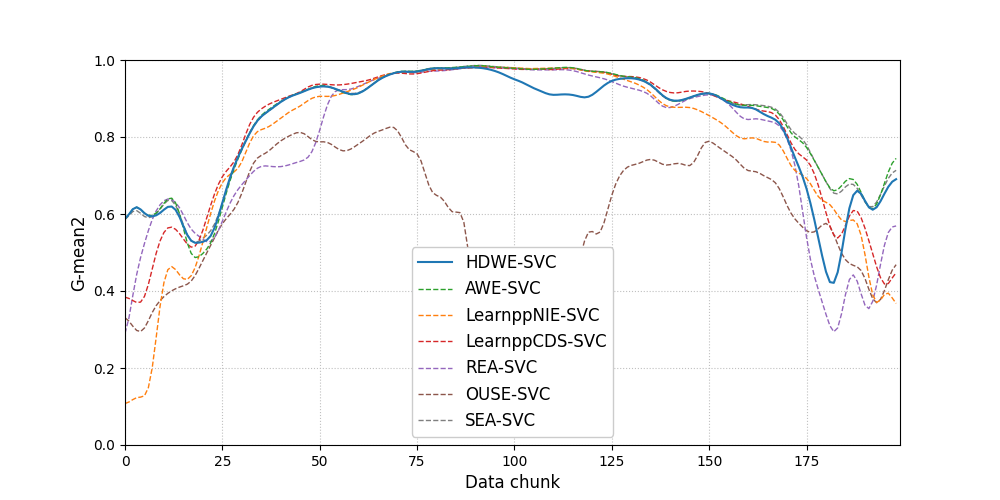 G-mean2
1.0
0.8
0.6
0.4
0.2
0.0
HDWE-SVC
AWE-SVC
LearnppNIE-SVC
LearnppCDS-SVC
REA-SVC
OUSE-SVC
SEA-SVC
0 25 50 75 100 125 150 175
Data chunk